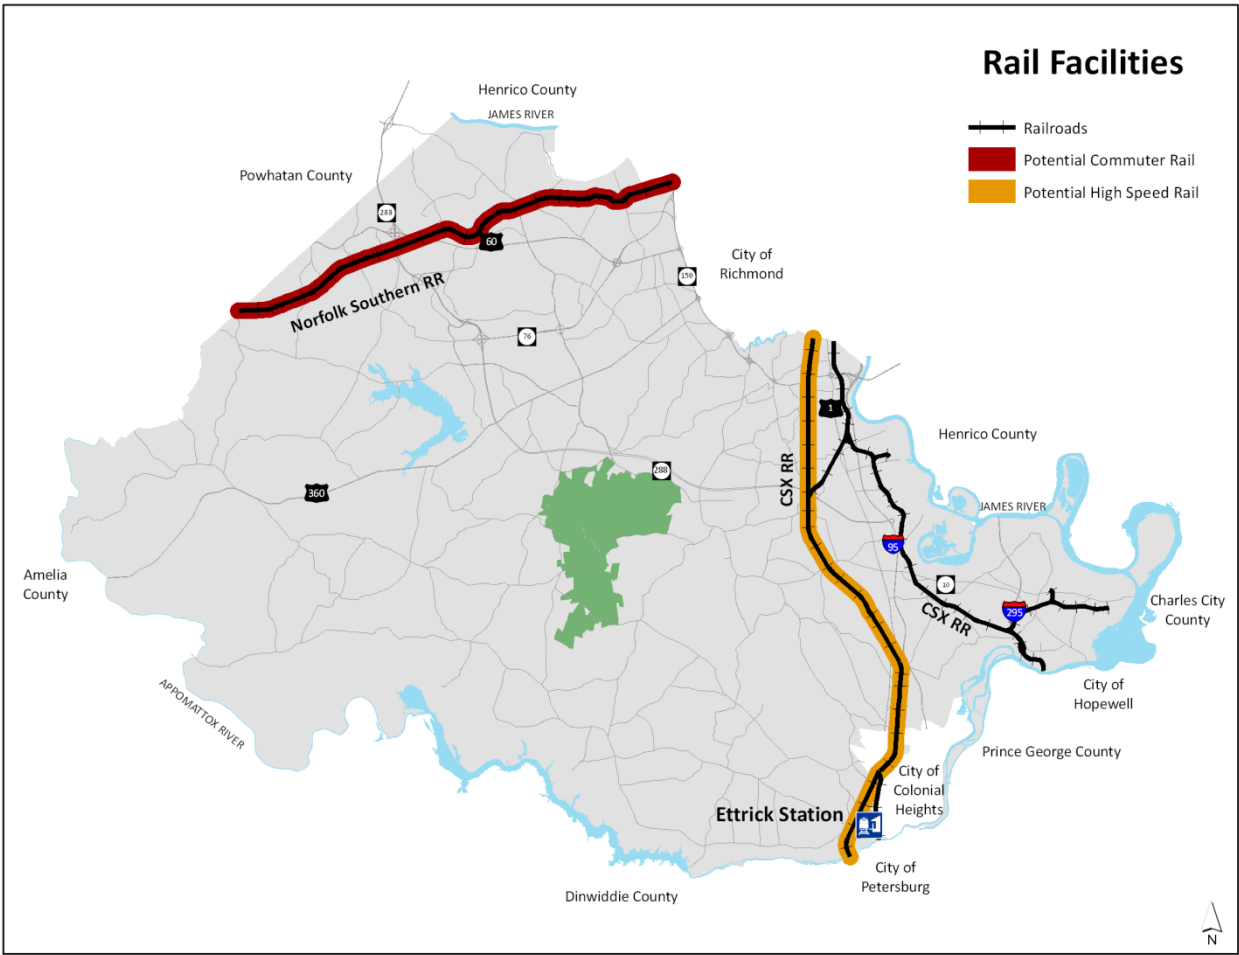 Rail Facilities
Henrico County
JAMES RIVER
Railroads
Potential Commuter Rail
Potential High Speed Rail
Powhatan County
288
60
City of
Richmond
150
Norfolk Southern RR
76
1
Henrico County
CSX RR
288
360
JAMES RIVER
95
Amelia
County
10
295
Charles City
County
CSX RR
City of
Hopewell
APPOMATTOX RIVER
Prince George County
City of
Colonial
Heights
Ettrick Station
City of
Petersburg
Dinwiddie County
N